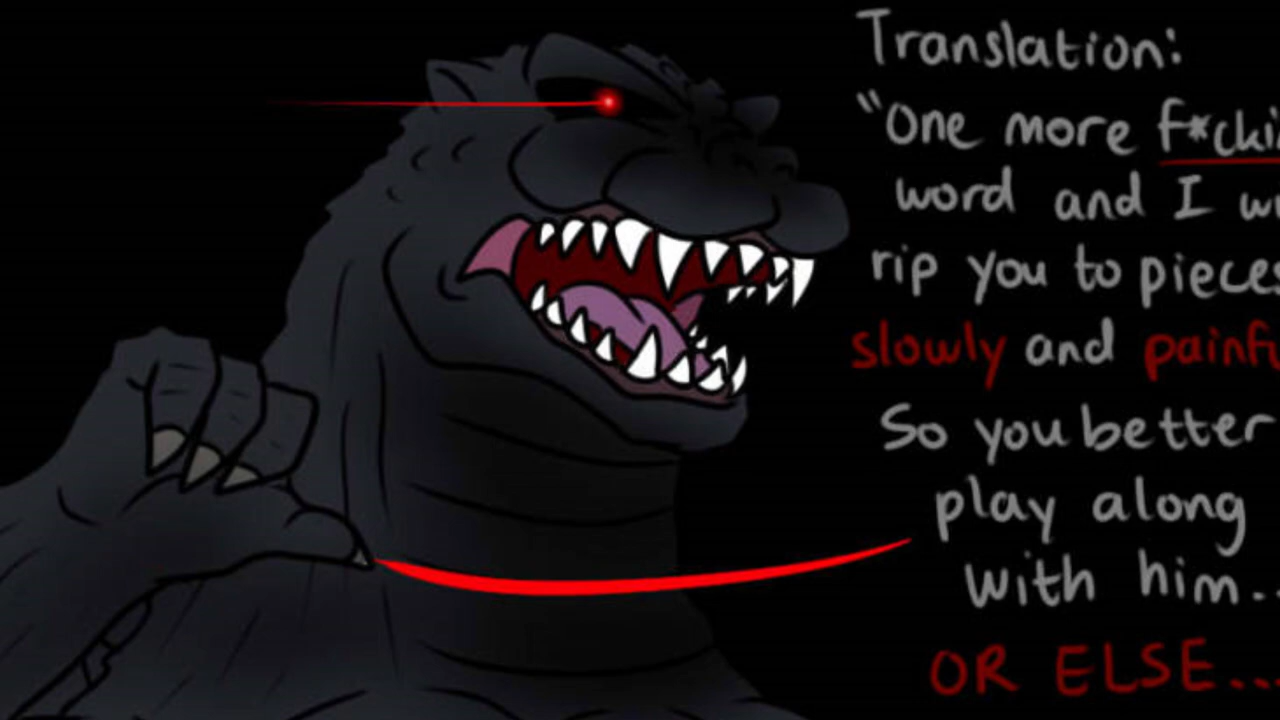 Translation:
"One more f*cki
word and I w
rip you to pieces
slowly and painfu
So you better
play along
with him..
OR ELSE...